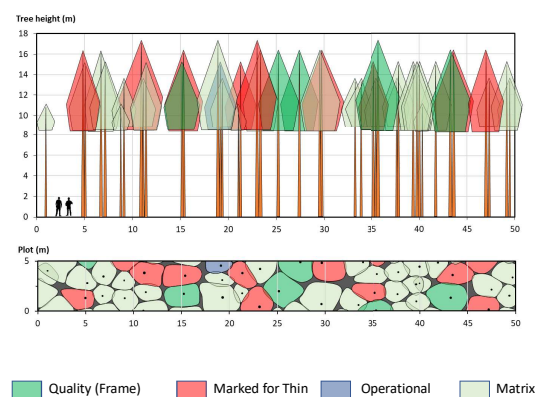 Tree height (m)
18
16
14
12
10
8
6
4
2
0
0 5 10 15 20 25 30 35 40 45 50
Plot (m)
5
0
0 5 10 15 20 25 30 35 40 45 50
Quality (Frame) Marked for Thin Operational Matrix